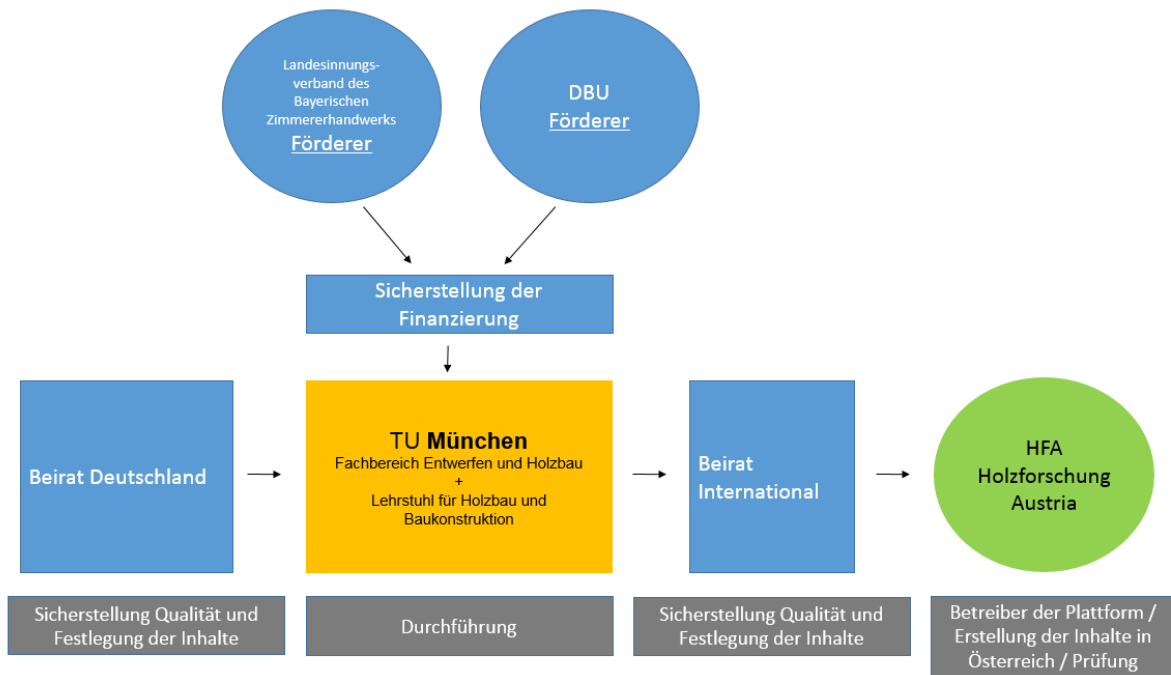 Landesinnungs-
verband des
Bayerischen
Zimmererhandwerks
Förderer
DBU
Förderer
Sicherstellung der
Finanzierung
Beirat Deutschland
TU München
Fachbereich Entwerfen und Holzbau
+
Lehrstuhl für Holzbau und
Baukonstruktion
Beirat
International
HFA
Holzforschung
Austria
Sicherstellung Qualität und
Festlegung der Inhalte
Durchführung
Sicherstellung Qualität und
Festlegung der Inhalte
Betreiber der Plattform /
Erstellung der Inhalte in
Österreich / Prüfung